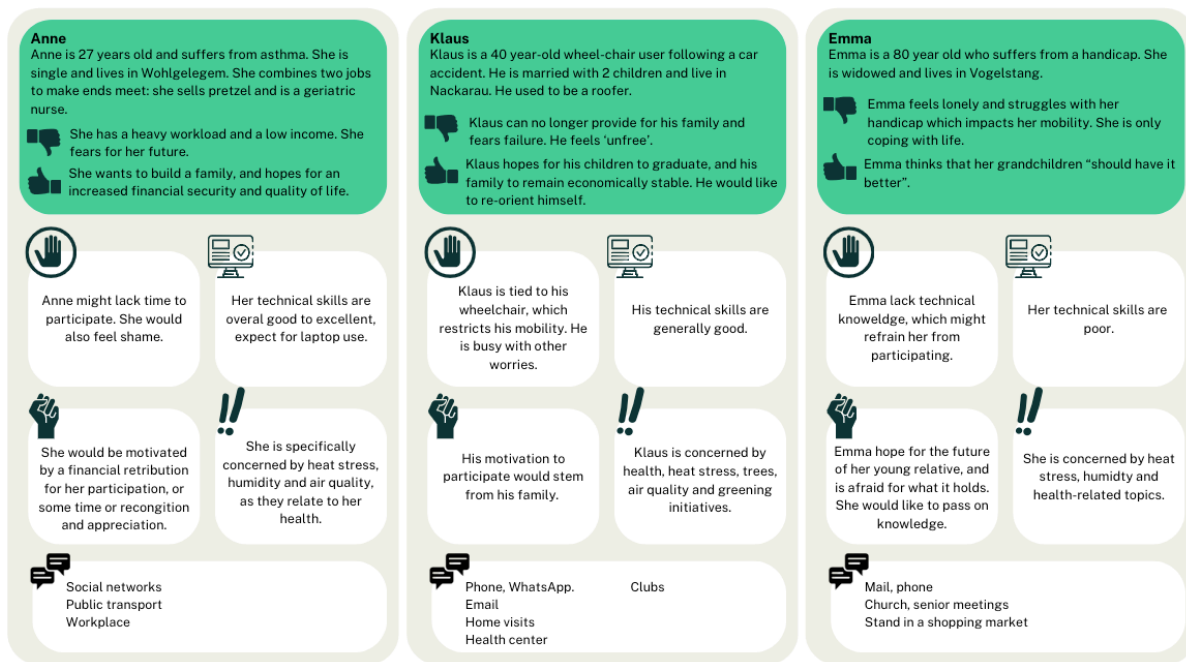 Anne
Anne is 27 years old and suffers from asthma. She is
single and lives in Wohlgelegem. She combines two jobs
to make ends meet: she sells pretzel and is a geriatric
nurse.
She has a heavy workload and a low income. She
fears for her future.
She wants to build a family, and hopes for an
increased financial security and quality of life.
Anne might lack time to
participate. She would
also feel shame.
Her technical skills are
overal good to excellent,
expect for laptop use.
She would be motivated
by a financial retribution
for her participation, or
some time or recongition
and appreciation.
She is specifically
concerned by heat stress,
humidity and air quality,
as they relate to her
health.
Social networks
Public transport
Workplace
Klaus
Klaus is a 40 year-old wheel-chair user following a car
accident. He is married with 2 children and live in
Nackarau. He used to be a roofer.
Klaus can no longer provide for his family and
fears failure. He feels ‘unfree’.
Klaus hopes for his children to graduate, and his
family to remain economically stable. He would like
to re-orient himself.
Klaus is tied to his
wheelchair, which
restricts his mobility. He
is busy with other
worries.
His technical skills are
generally good.
His motivation to
participate would stem
from his family.
Klaus is concerned by
health, heat stress, trees,
air quality and greening
initiatives.
Phone, WhatsApp.
Email
Home visits
Health center
Clubs
Emma
Emma is a 80 year old who suffers from a handicap. She
is widowed and lives in Vogelstang.
Emma feels lonely and struggles with her
handicap which impacts her mobility. She is only
coping with life.
Emma thinks that her grandchildren “should have it
better”.
Emma lack technical
knoweldge, which might
refrain her from
participating.
Her technical skills are
poor.
Emma hope for the future
of her young relative, and
is afraid for what it holds.
She would like to pass on
knowledge.
She is concerned by heat
stress, humdty and
health-related topics.
Mail, phone
Church, senior meetings
Stand in a shopping market